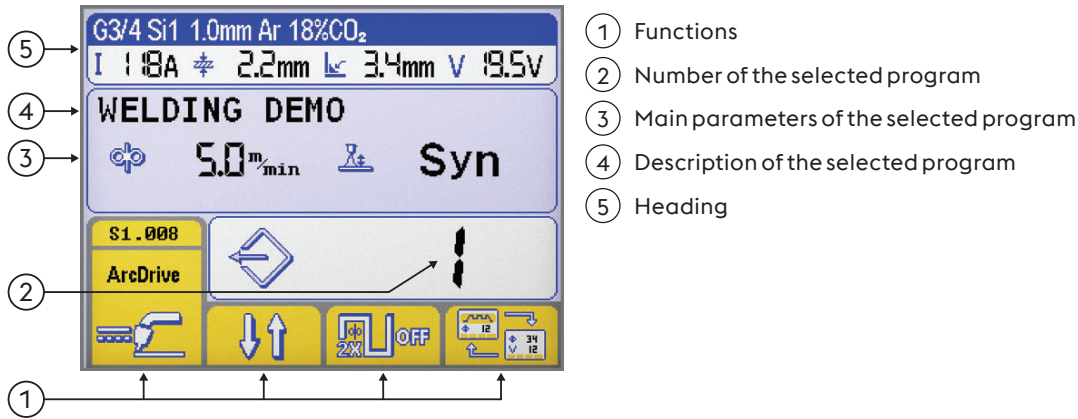 G3/4 Si1 1.0mm Ar 18%CO₂
I 118A 2.2mm 3.4mm V 19.5V
WELDING DEMO
5.0 m/min Syn
S1.008
ArcDrive
1
2X OFF
12
34
V 12
1 Functions
2 Number of the selected program
3 Main parameters of the selected program
4 Description of the selected program
5 Heading
5
4
3
2
1